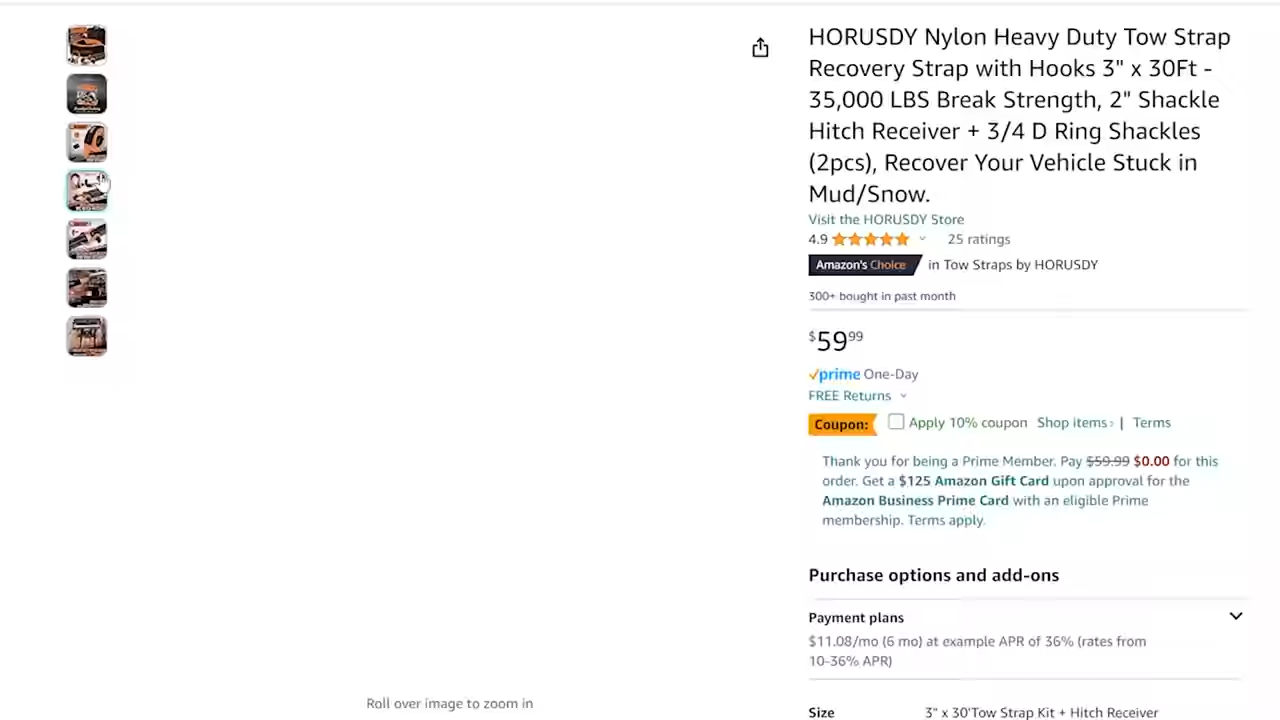 HORUSDY Nylon Heavy Duty Tow Strap
Recovery Strap with Hooks 3" x 30Ft -
35,000 LBS Break Strength, 2" Shackle
Hitch Receiver + 3/4 D Ring Shackles
(2pcs), Recover Your Vehicle Stuck in
Mud/Snow.
Visit the HORUSDY Store
4.9 25 ratings
Amazon's Choice in Tow Straps by HORUSDY
300+ bought in past month
$59.99
prime One-Day
FREE Returns
Coupon: Apply 10% coupon Shop items › | Terms
Thank you for being a Prime Member. Pay $59.99 $0.00 for this
order. Get a $125 Amazon Gift Card upon approval for the
Amazon Business Prime Card with an eligible Prime
membership. Terms apply.
Purchase options and add-ons
Payment plans
$11.08/mo (6 mo) at example APR of 36% (rates from
10-36% APR)
Roll over image to zoom in
Size 3" x 30'Tow Strap Kit + Hitch Receiver